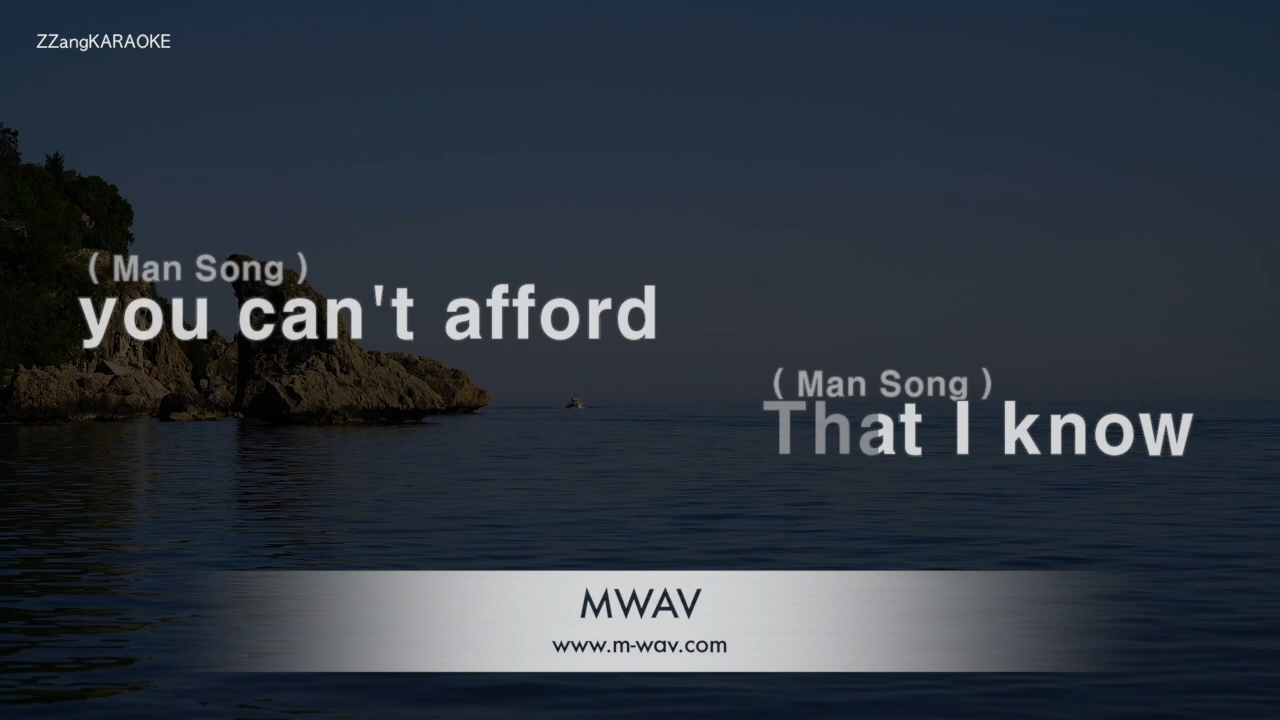 ZZangKARAOKE
( Man Song )
you can't afford
( Man Song )
That I know
MWAV
www.m-wav.com